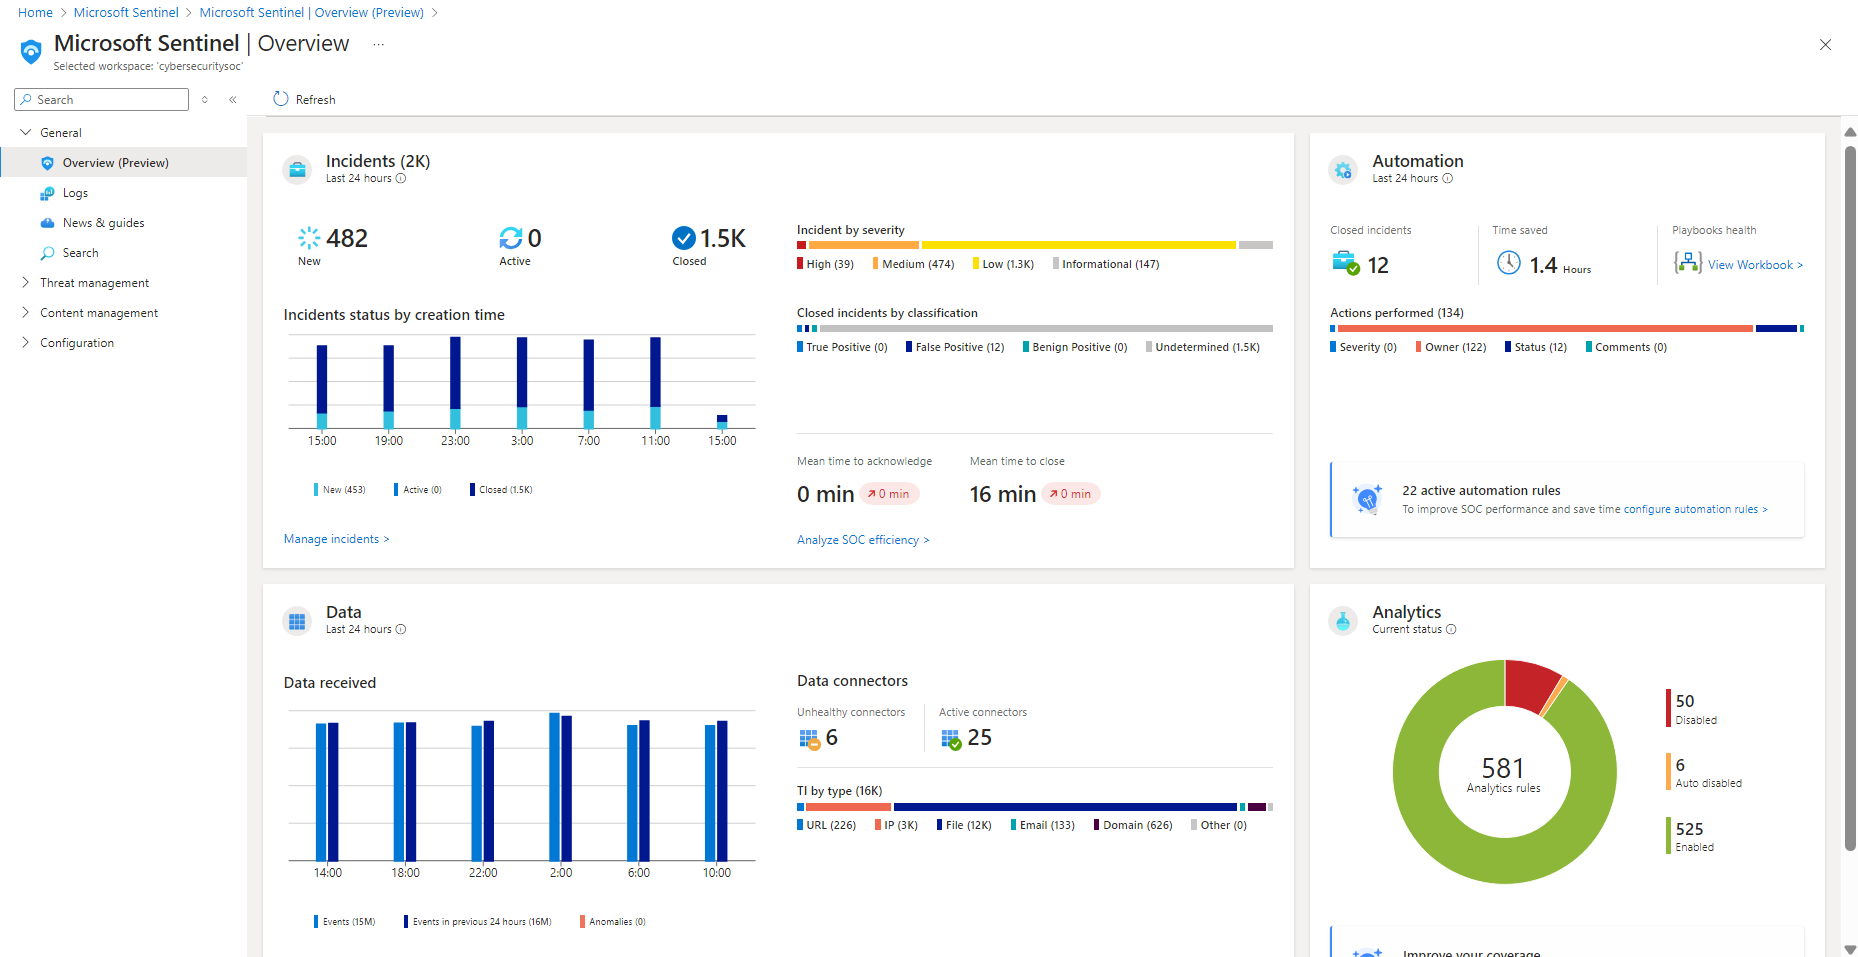 Home > Microsoft Sentinel > Microsoft Sentinel | Overview (Preview) >
Microsoft Sentinel | Overview ...
Selected workspace: 'cybersecuritysoc'
Search
«
Refresh
General
Overview (Preview)
Logs
News & guides
Search
Threat management
Content management
Configuration
Incidents (2K)
Last 24 hours
482
New
0
Active
1.5K
Closed
Incidents status by creation time
15:00 19:00 23:00 3:00 7:00 11:00 15:00
New (453) Active (0) Closed (1.5K)
Manage incidents >
Incident by severity
High (39) Medium (474) Low (1.3K) Informational (147)
Closed incidents by classification
True Positive (0) False Positive (12) Benign Positive (0) Undetermined (1.5K)
Mean time to acknowledge
0 min 0 min
Mean time to close
16 min 0 min
Analyze SOC efficiency >
Automation
Last 24 hours
Closed incidents
12
Time saved
1.4 Hours
Playbooks health
View Workbook >
Actions performed (134)
Severity (0) Owner (122) Status (12) Comments (0)
22 active automation rules
To improve SOC performance and save time configure automation rules >
Data
Last 24 hours
Data received
14:00 18:00 22:00 2:00 6:00 10:00
Events (15M) Events in previous 24 hours (16M) Anomalies (0)
Data connectors
Unhealthy connectors
6
Active connectors
25
TI by type (16K)
URL (226) IP (3K) File (12K) Email (133) Domain (626) Other (0)
Analytics
Current status
581
Analytics rules
50
Disabled
6
Auto disabled
525
Enabled
Improve your coverage